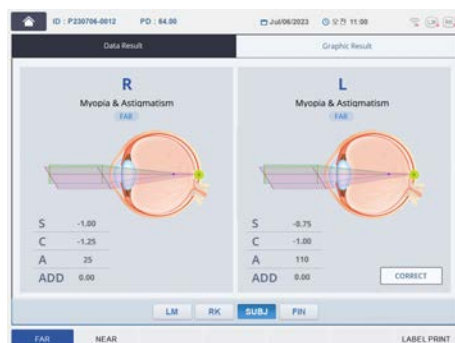 ID : P230706-0012 PD : 64.00 Jul/06/2023 오전 11:00
Data Result Graphic Result
R
Myopia & Astigmatism
FAR
S -1.00
C -1.25
A 25
ADD 0.00
L
Myopia & Astigmatism
FAR
S -0.75
C -1.00
A 110
ADD 0.00
CORRECT
LM RK SUBJ FIN
FAR NEAR LABEL PRINT